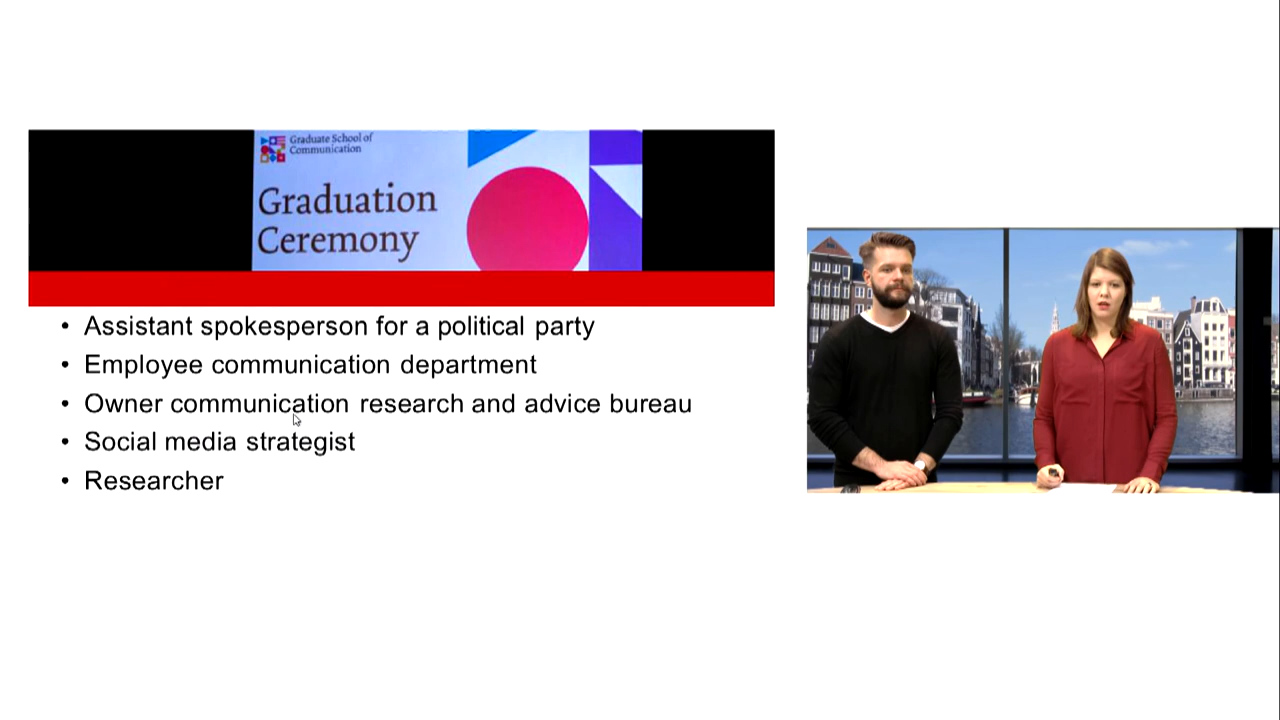 Graduate School of
Communication
Graduation
Ceremony
• Assistant spokesperson for a political party
• Employee communication department
• Owner communication research and advice bureau
• Social media strategist
• Researcher